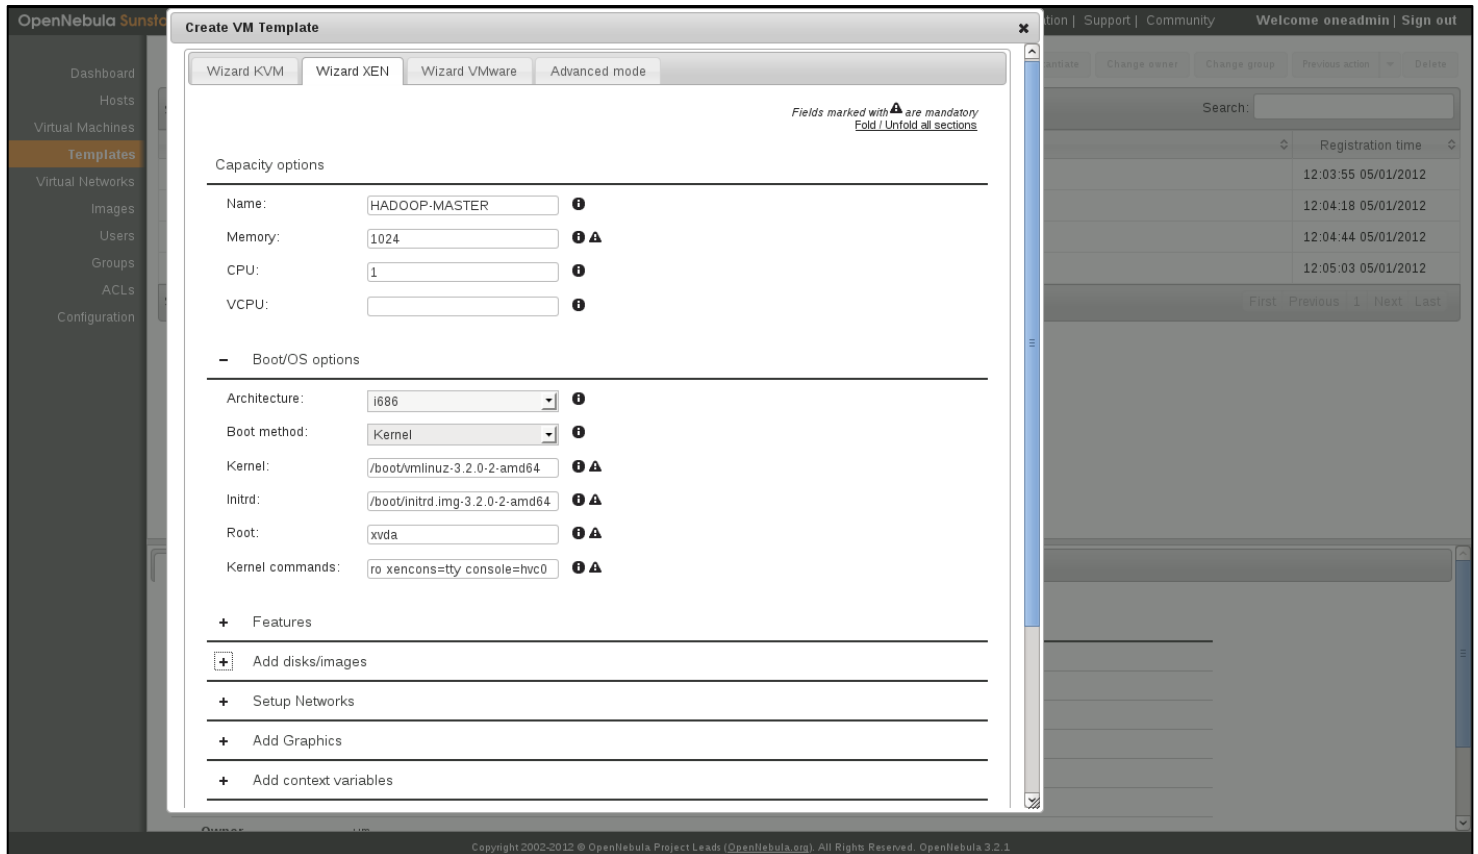 OpenNebula Sunsto
Create VM Template
tion | Support | Community Welcome oneadmin | Sign out
Wizard KVM Wizard XEN Wizard VMware Advanced mode
antiate Change owner Change group Previous action Delete
Dashboard
Hosts
Virtual Machines
Templates
Virtual Networks
Images
Users
Groups
ACLs
Configuration
Fields marked with are mandatory
Fold / Unfold all sections
Search:
Registration time
12:03:55 05/01/2012
12:04:18 05/01/2012
12:04:44 05/01/2012
12:05:03 05/01/2012
First Previous 1 Next Last
Capacity options
Name: HADOOP-MASTER
Memory: 1024
CPU: 1
VCPU:
– Boot/OS options
Architecture: i686
Boot method: Kernel
Kernel: /boot/vmlinuz-3.2.0-2-amd64
Initrd: /boot/initrd.img-3.2.0-2-amd64
Root: xvda
Kernel commands: ro xencons=tty console=hvc0
+ Features
+ Add disks/images
+ Setup Networks
+ Add Graphics
+ Add context variables
Owner
Copyright 2002-2012 © OpenNebula Project Leads (OpenNebula.org). All Rights Reserved. OpenNebula 3.2.1